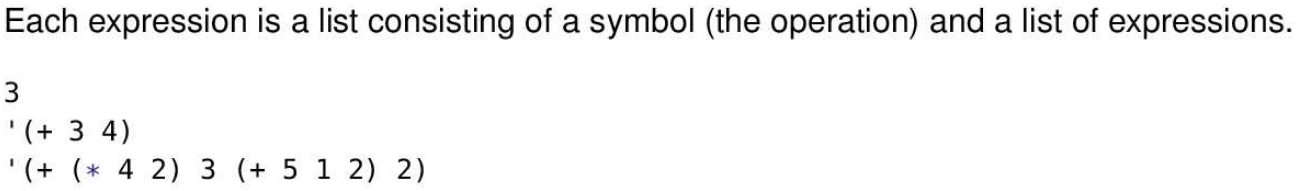 Each expression is a list consisting of a symbol (the operation) and a list of expressions.
3
'(+ 3 4)
'(+ (* 4 2) 3 (+ 5 1 2) 2)